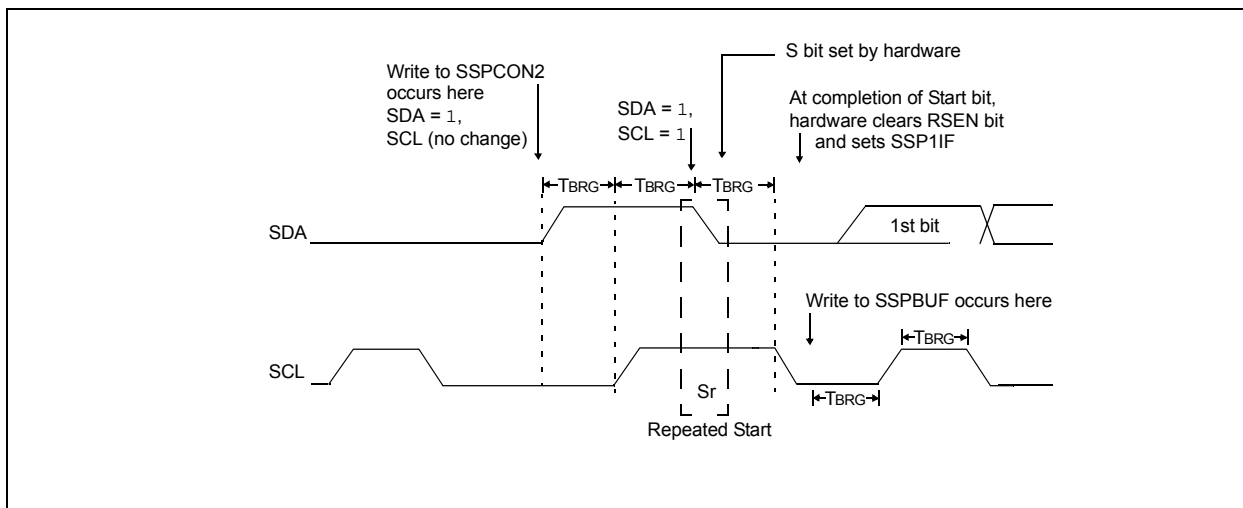 S bit set by hardware
Write to SSPCON2
occurs here
SDA = 1,
SCL (no change)
SDA = 1,
SCL = 1
At completion of Start bit,
hardware clears RSEN bit
and sets SSP1IF
TBRG TBRG TBRG
SDA
1st bit
Write to SSPBUF occurs here
TBRG
SCL
Sr
TBRG
Repeated Start